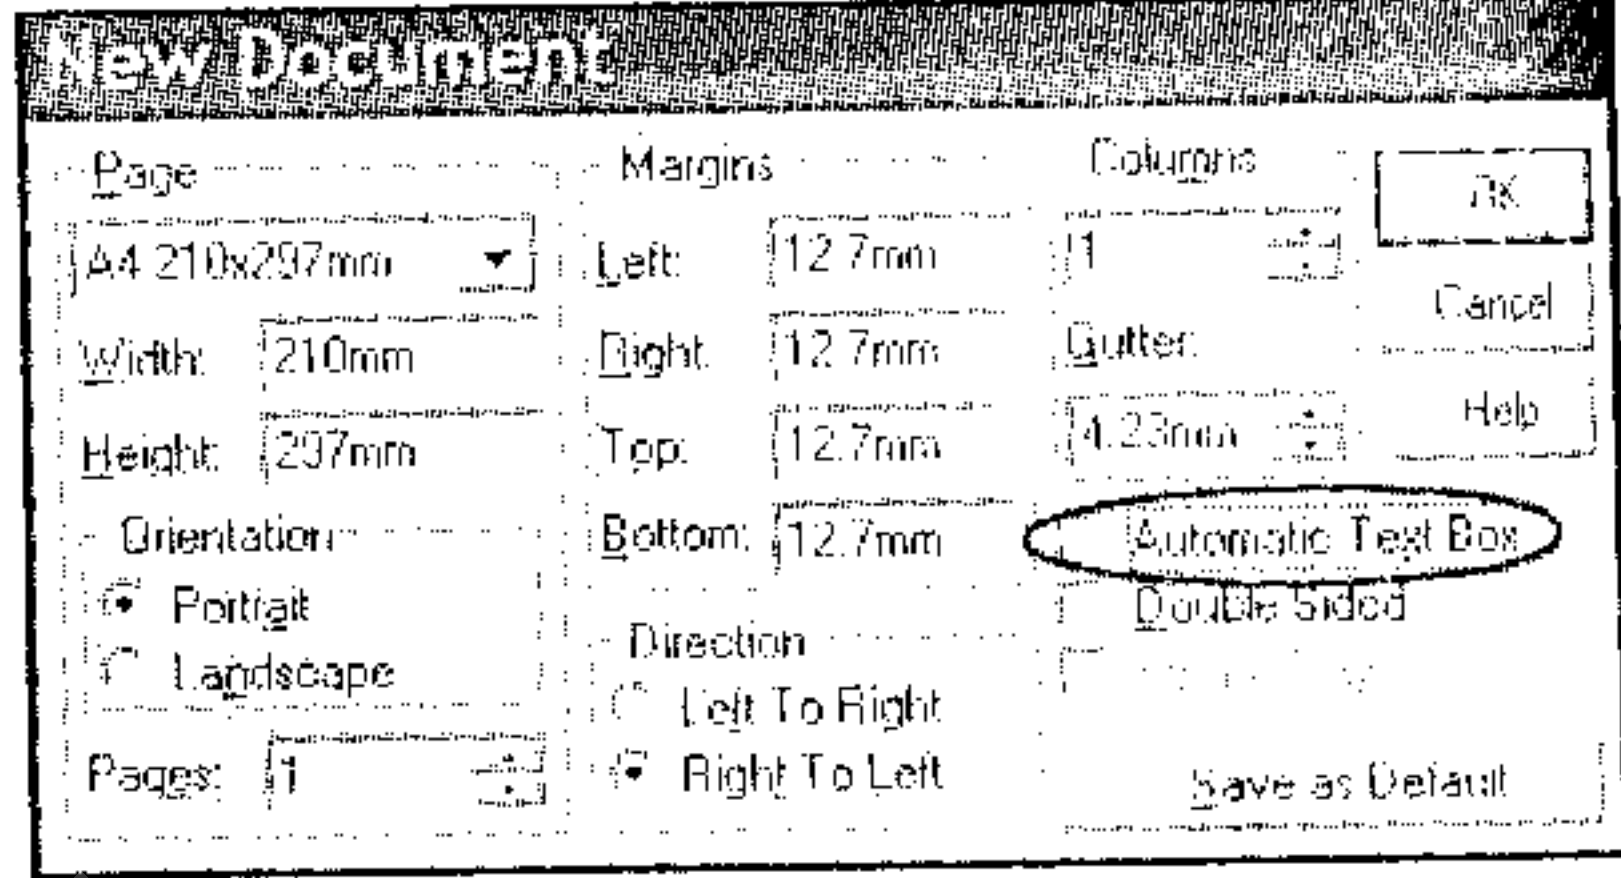 New Document
Page
A4 210x297mm
Width: 210mm
Height: 297mm
Orientation
Portrait
Landscape
Pages: 1
Margins
Left: 12.7mm
Right: 12.7mm
Top: 12.7mm
Bottom: 12.7mm
Direction
Left To Right
Right To Left
Columns
1
Gutter:
4.23mm
Automatic Text Box
Double Sided
OK
Cancel
Help
Save as Default